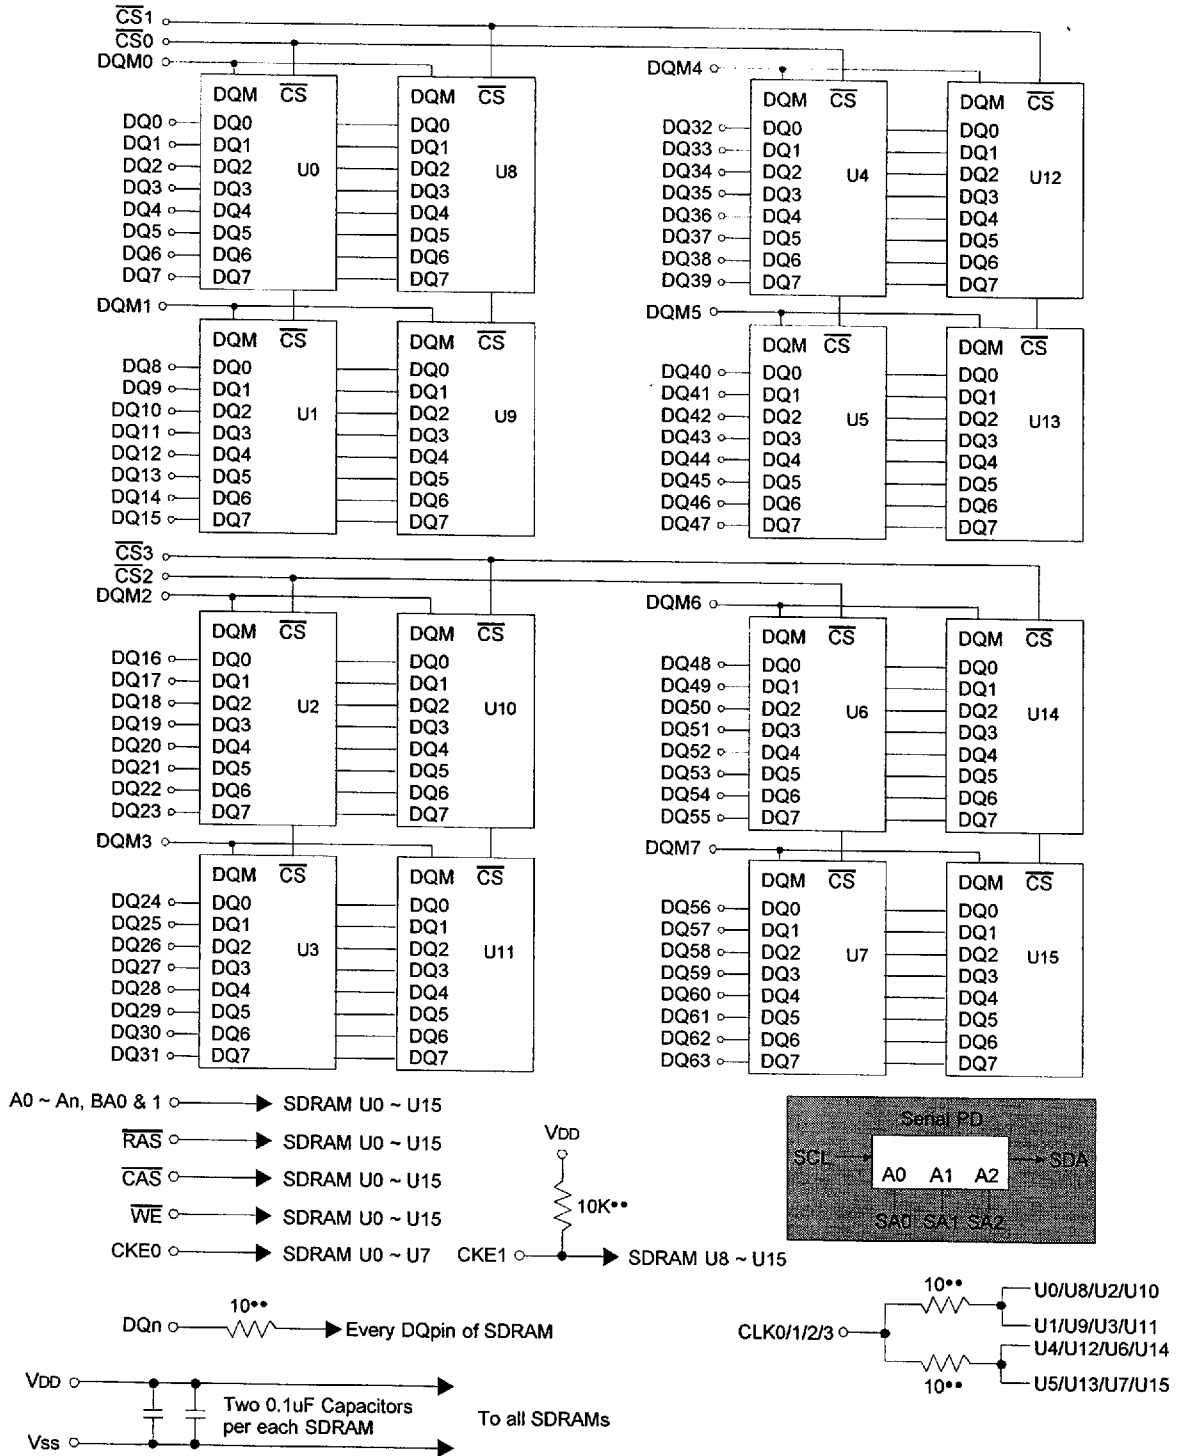 CS1
CS0
DQM0
DQM4
DQM CS DQM CS
DQM CS DQM CS
DQ0 DQ0 DQ0
DQ1 DQ1 DQ1
DQ2 DQ2 U0 DQ2 U8
DQ3 DQ3 DQ3
DQ4 DQ4 DQ4
DQ5 DQ5 DQ5
DQ6 DQ6 DQ6
DQ7 DQ7 DQ7
DQ32 DQ0 DQ0
DQ33 DQ1 DQ1
DQ34 DQ2 U4 DQ2 U12
DQ35 DQ3 DQ3
DQ36 DQ4 DQ4
DQ37 DQ5 DQ5
DQ38 DQ6 DQ6
DQ39 DQ7 DQ7
DQM1
DQM CS DQM CS
DQ8 DQ0 DQ0
DQ9 DQ1 DQ1
DQ10 DQ2 U1 DQ2 U9
DQ11 DQ3 DQ3
DQ12 DQ4 DQ4
DQ13 DQ5 DQ5
DQ14 DQ6 DQ6
DQ15 DQ7 DQ7
DQM5
DQM CS DQM CS
DQ40 DQ0 DQ0
DQ41 DQ1 DQ1
DQ42 DQ2 U5 DQ2 U13
DQ43 DQ3 DQ3
DQ44 DQ4 DQ4
DQ45 DQ5 DQ5
DQ46 DQ6 DQ6
DQ47 DQ7 DQ7
CS3
CS2
DQM2
DQM CS DQM CS
DQ16 DQ0 DQ0
DQ17 DQ1 DQ1
DQ18 DQ2 U2 DQ2 U10
DQ19 DQ3 DQ3
DQ20 DQ4 DQ4
DQ21 DQ5 DQ5
DQ22 DQ6 DQ6
DQ23 DQ7 DQ7
DQM6
DQM CS DQM CS
DQ48 DQ0 DQ0
DQ49 DQ1 DQ1
DQ50 DQ2 U6 DQ2 U14
DQ51 DQ3 DQ3
DQ52 DQ4 DQ4
DQ53 DQ5 DQ5
DQ54 DQ6 DQ6
DQ55 DQ7 DQ7
DQM3
DQM CS DQM CS
DQ24 DQ0 DQ0
DQ25 DQ1 DQ1
DQ26 DQ2 U3 DQ2 U11
DQ27 DQ3 DQ3
DQ28 DQ4 DQ4
DQ29 DQ5 DQ5
DQ30 DQ6 DQ6
DQ31 DQ7 DQ7
DQM7
DQM CS DQM CS
DQ56 DQ0 DQ0
DQ57 DQ1 DQ1
DQ58 DQ2 U7 DQ2 U15
DQ59 DQ3 DQ3
DQ60 DQ4 DQ4
DQ61 DQ5 DQ5
DQ62 DQ6 DQ6
DQ63 DQ7 DQ7
A0 ~ An, BA0 & 1 SDRAM U0 ~ U15
RAS SDRAM U0 ~ U15
CAS SDRAM U0 ~ U15
WE SDRAM U0 ~ U15
CKE0 SDRAM U0 ~ U7
VDD
10K••
CKE1 SDRAM U8 ~ U15
Serial PD
SCL SDA
A0 A1 A2
SA0 SA1 SA2
10••
DQn Every DQpin of SDRAM
10••
U0/U8/U2/U10
CLK0/1/2/3
U1/U9/U3/U11
U4/U12/U6/U14
10••
U5/U13/U7/U15
VDD
Two 0.1uF Capacitors
per each SDRAM
To all SDRAMs
Vss